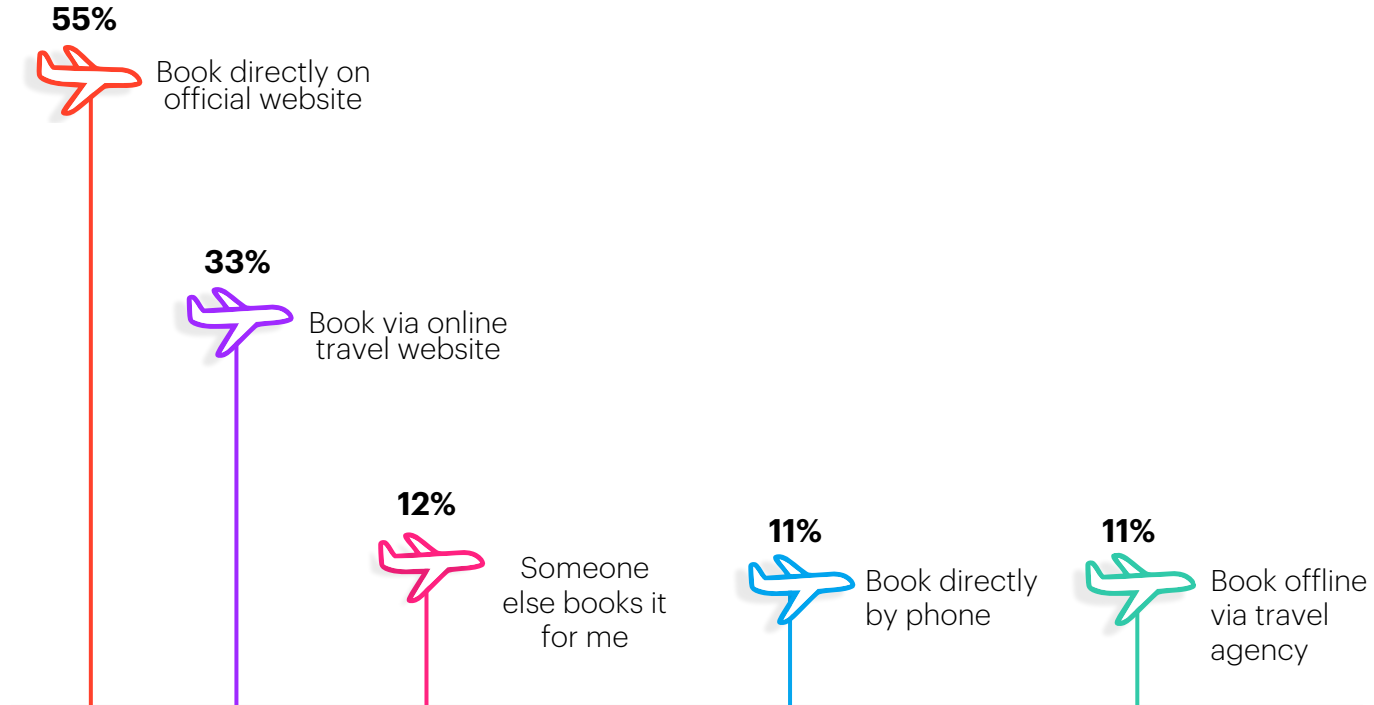 55%
Book directly on
official website
33%
Book via online
travel website
12%
Someone
else books it
for me
11%
Book directly
by phone
11%
Book offline
via travel
agency